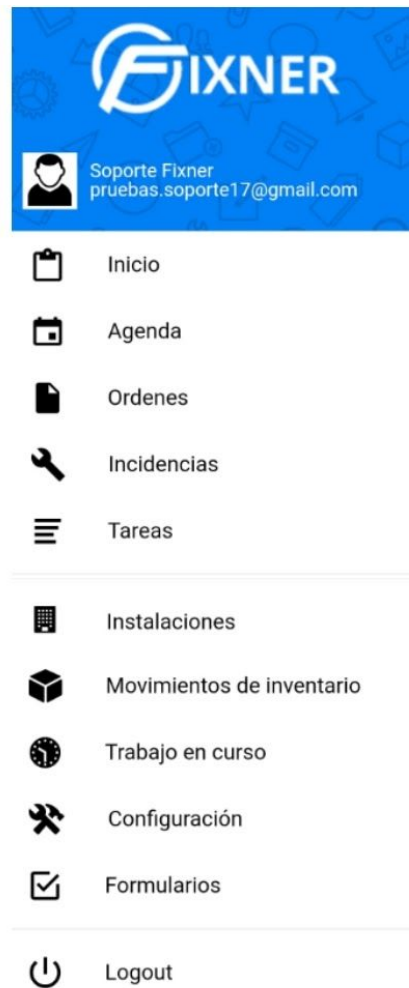 FIXNER
Soporte Fixner
pruebas.soporte17@gmail.com
Inicio
Agenda
Ordenes
Incidencias
Tareas
Instalaciones
Movimientos de inventario
Trabajo en curso
Configuración
Formularios
Logout